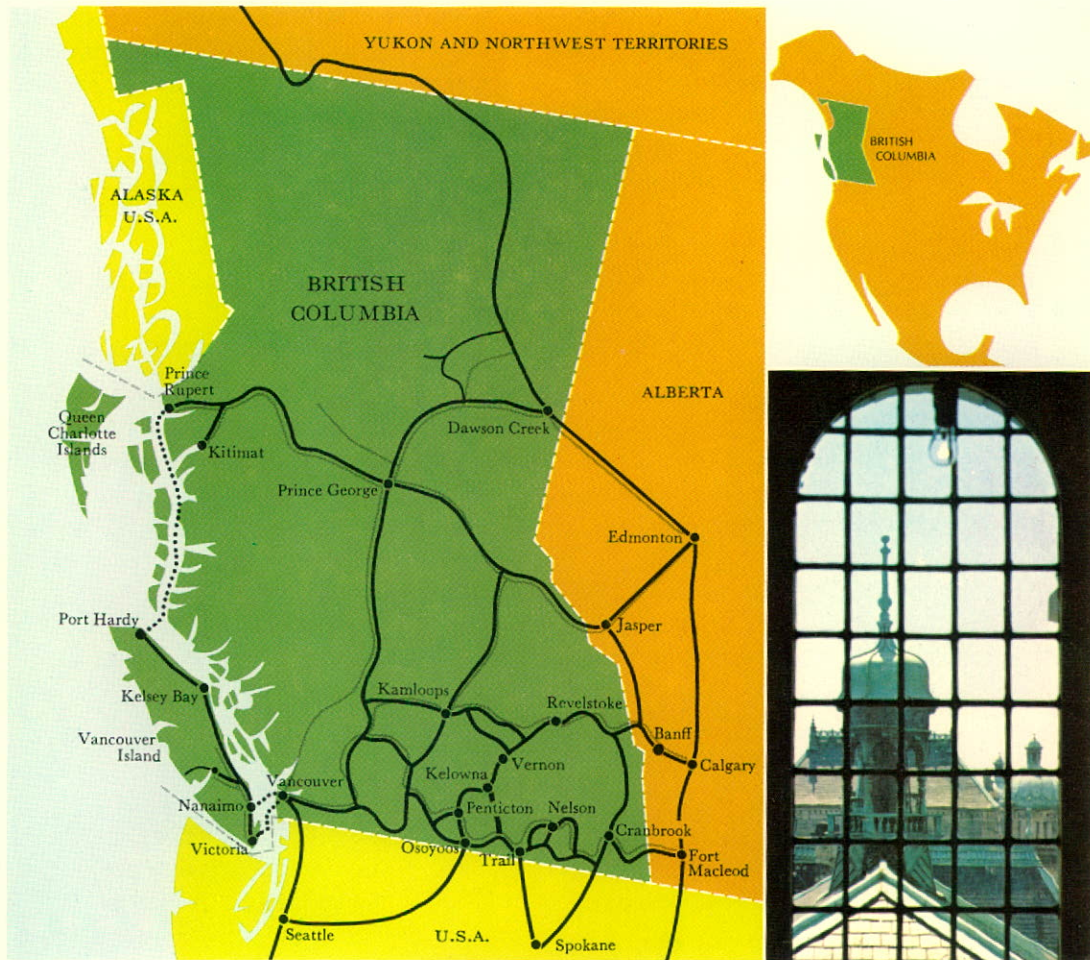 YUKON AND NORTHWEST TERRITORIES
ALASKA
U.S.A.
BRITISH
COLUMBIA
Prince
Rupert
Queen
Charlotte
Islands
Kitimat
Dawson Creek
ALBERTA
Prince George
Edmonton
Port Hardy
Jasper
Kelsey Bay
Kamloops
Revelstoke
Vancouver
Island
Banff
Vernon
Calgary
Kelowna
Vancouver
Nanaimo
Penticton
Nelson
Cranbrook
Victoria
Osoyoos
Trail
Fort
Macleod
Seattle
U.S.A.
Spokane
BRITISH
COLUMBIA